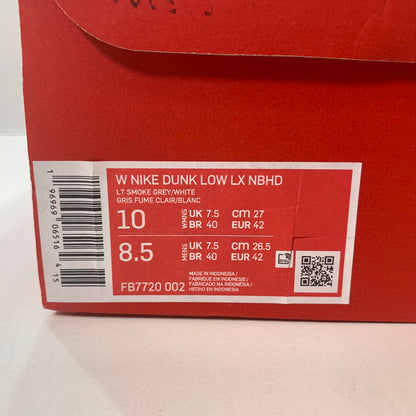 W NIKE DUNK LOW LX NBHD
LT SMOKE GREY/WHITE
GRIS FUME CLAIR/BLANC
10 WMNS UK 7.5 CM 27
BR 40 EUR 42
8.5 MENS UK 7.5 CM 26.5
BR 40 EUR 42
MADE IN INDONESIA/
FABRIQUE EN INDONESIE/
FABRICADO NA INDONÉSIA/
HECHO EN INDONESIA
FB7720 002
1 96969 06516 4 15